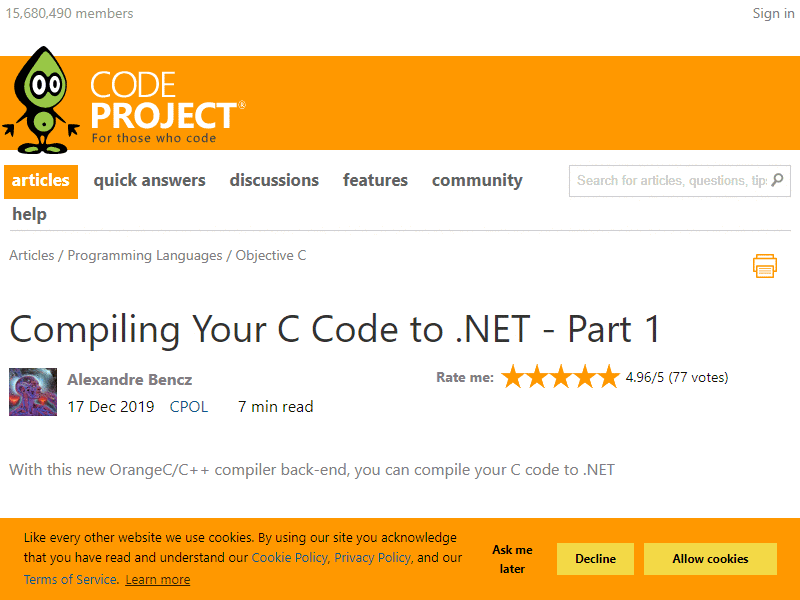 15,680,490 members
Sign in
CODE
PROJECT®
For those who code
articles quick answers discussions features community
Search for articles, questions, tips
help
Articles / Programming Languages / Objective C
Compiling Your C Code to .NET - Part 1
Alexandre Bencz
Rate me: 4.96/5 (77 votes)
17 Dec 2019 CPOL 7 min read
With this new OrangeC/C++ compiler back-end, you can compile your C code to .NET
Like every other website we use cookies. By using our site you acknowledge
that you have read and understand our Cookie Policy, Privacy Policy, and our
Terms of Service. Learn more
Ask me
later
Decline
Allow cookies